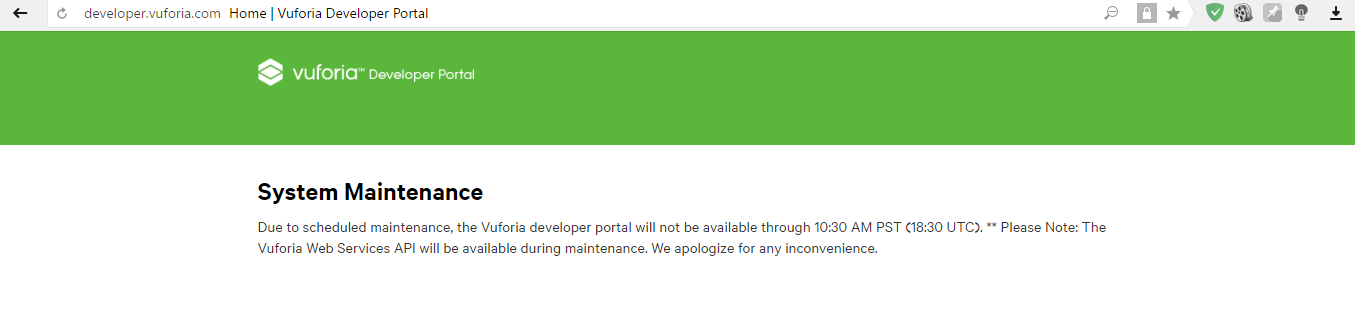 developer.vuforia.com Home | Vuforia Developer Portal
vuforia™ Developer Portal
System Maintenance
Due to scheduled maintenance, the Vuforia developer portal will not be available through 10:30 AM PST (18:30 UTC). ** Please Note: The
Vuforia Web Services API will be available during maintenance. We apologize for any inconvenience.